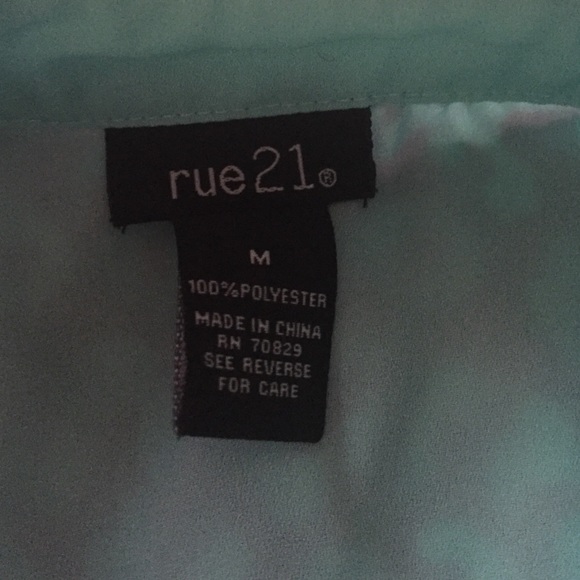 rue21®
M
100%POLYESTER
MADE IN CHINA
RN 70829
SEE REVERSE
FOR CARE